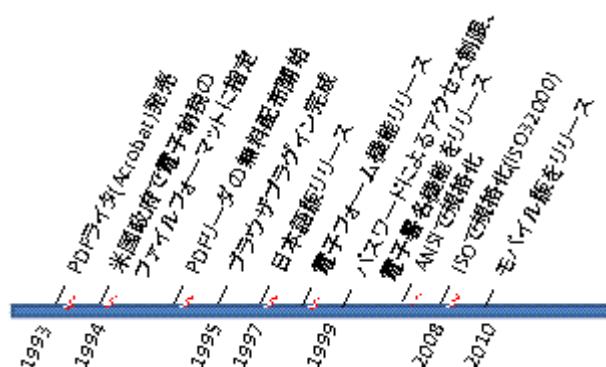 PDFライタ(Acrobat)発売
米国政府で電子納税の
ファイルフォーマットに指定
PDFリーダの無料配布開始
ブラウザプラグイン完成
日本語版リリース
電子フォーム機能リリース
パスワードによるアクセス制限、
電子署名機能をリリース
ANSIで規格化
ISOで規格化(ISO32000)
モバイル版をリリース
1993
1994
1995
1997
1999
2008
2010